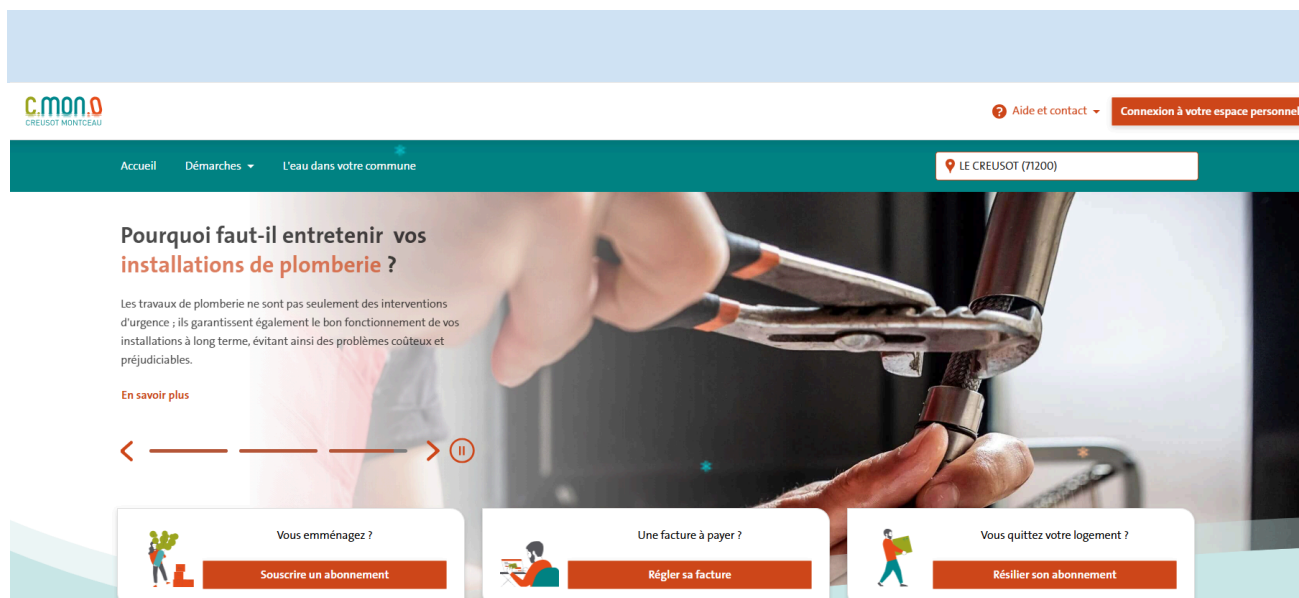 C.MON.O
CREUSOT MONTCEAU
Aide et contact
Connexion à votre espace personnel
Accueil
Démarches
L'eau dans votre commune
LE CREUSOT (71200)
Pourquoi faut-il entretenir vos
installations de plomberie ?
Les travaux de plomberie ne sont pas seulement des interventions
d'urgence ; ils garantissent également le bon fonctionnement de vos
installations à long terme, évitant ainsi des problèmes coûteux et
préjudiciables.
En savoir plus
Vous emménagez ?
Souscrire un abonnement
Une facture à payer ?
Régler sa facture
Vous quittez votre logement ?
Résilier son abonnement